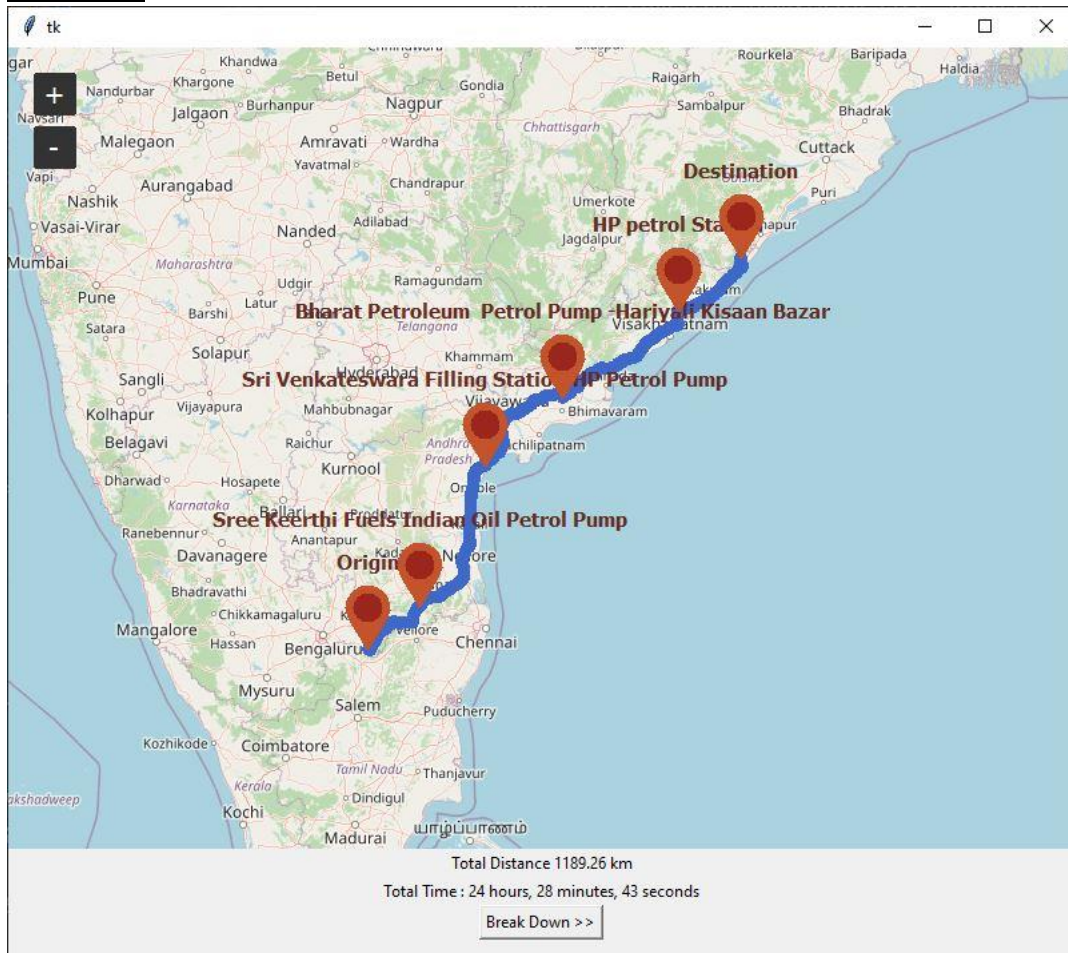 tk
+
-
Khandwa
Betul
Gondia
Raigarh
Rourkela
Baripada
Haldia
Nandurbar
Khargone
Burhanpur
Nagpur
Sambalpur
Bhadrak
Jalgaon
Malegaon
Amravati
Wardha
Chhattisgarh
Cuttack
Yavatmal
Vapi
Chandrapur
Destination
Aurangabad
Puri
Nashik
Umerkote
Vasai-Virar
Nanded
Adilabad
HP petrol Sta
Jagdalpur
Mumbai
Maharashtra
Ramagundam
Udgir
Pune
Latur
Barshi
Bharat Petroleum Petrol Pump -Hariyali Kisaan Bazar
Satara
Telangana
Solapur
Khammam
Sangli
Hyderabad
Sri Venkateswara Filling Station HP Petrol Pump
Kolhapur
Vijayapura
Mahbubnagar
Bhimavaram
Belagavi
Raichur
Andhra
Pradesh
Kurnool
Dharwad
Hosapete
Karnataka
Ballari
Sree Keerthi Fuels Indian Oil Petrol Pump
Ranebennur
Anantapur
Davanagere
Origin
Bhadravathi
Chikkamagaluru
Mangalore
Hassan
Bengaluru
Vellore
Chennai
Mysuru
Salem
Puducherry
Kozhikode
Coimbatore
Tamil Nadu
Thanjavur
Kerala
Dindigul
Kochi
Madurai
யாழ்ப்பாணம்
Total Distance 1189.26 km
Total Time : 24 hours, 28 minutes, 43 seconds
Break Down >>